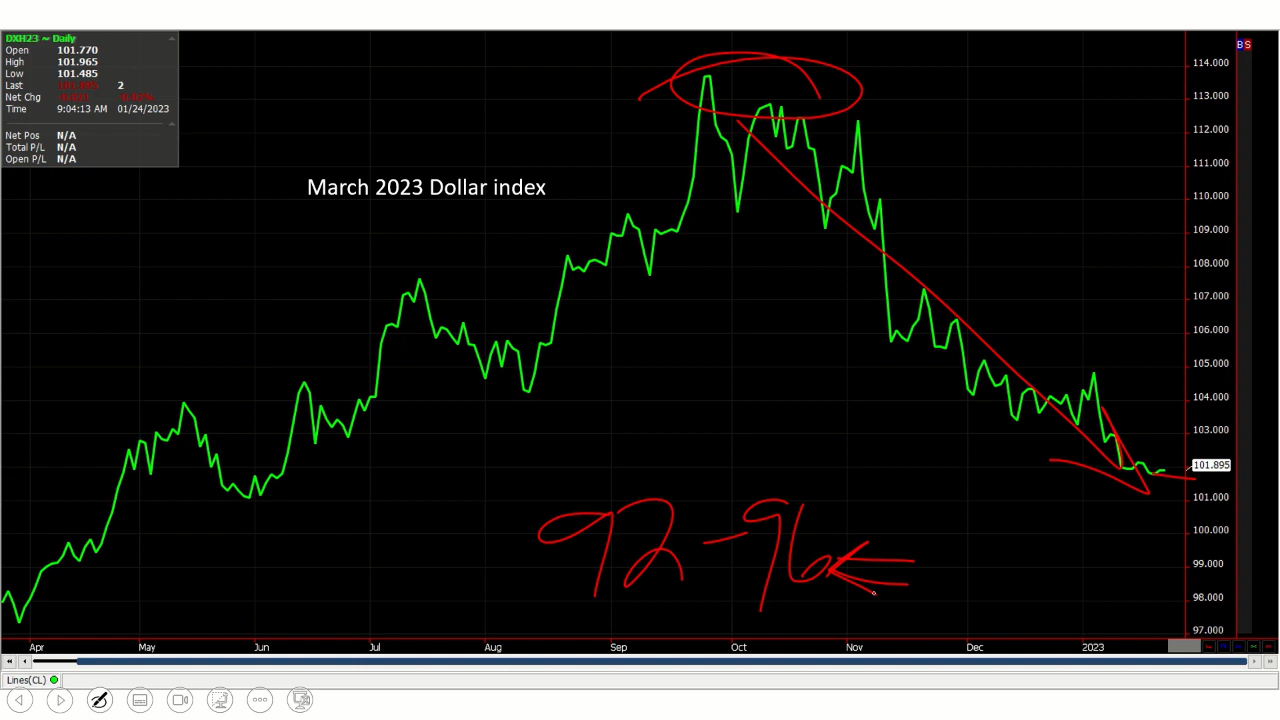 DXH23 ~ Daily
Open 101.770
High 101.965
Low 101.485
Last 101.895 2
Net Chg
Time 9:04:13 AM 01/24/2023
Net Pos N/A
Total P/L N/A
Open P/L N/A
March 2023 Dollar index
B S
114.000
113.000
112.000
111.000
110.000
109.000
108.000
107.000
106.000
105.000
104.000
103.000
101.895
101.000
100.000
99.000
98.000
97.000
92-96
Apr May Jun Jul Aug Sep Oct Nov Dec 2023
Lines(CL)